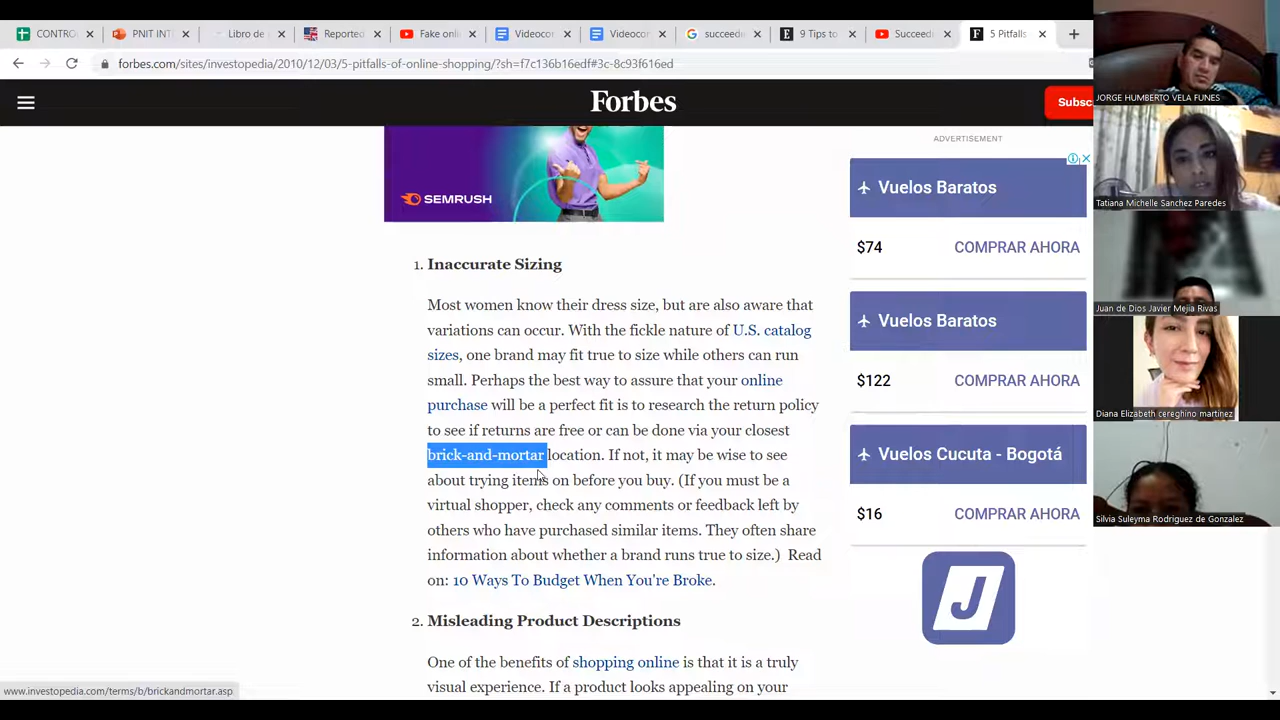 CONTRO
PNIT INT
Libro de
Reported
Fake onli
Videocor
Videocor
succeedi
9 Tips to
Succeedi
5 Pitfalls
forbes.com/sites/investopedia/2010/12/03/5-pitfalls-of-online-shopping/?sh=f7c136b16edf#3c-8c93f616ed
Forbes
Subsc
SEMRUSH
1. Inaccurate Sizing
Most women know their dress size, but are also aware that
variations can occur. With the fickle nature of U.S. catalog
sizes, one brand may fit true to size while others can run
small. Perhaps the best way to assure that your online
purchase will be a perfect fit is to research the return policy
to see if returns are free or can be done via your closest
brick-and-mortar location. If not, it may be wise to see
about trying items on before you buy. (If you must be a
virtual shopper, check any comments or feedback left by
others who have purchased similar items. They often share
information about whether a brand runs true to size.) Read
on: 10 Ways To Budget When You're Broke.
2. Misleading Product Descriptions
One of the benefits of shopping online is that it is a truly
visual experience. If a product looks appealing on your
www.investopedia.com/terms/b/brickandmortar.asp
ADVERTISEMENT
Vuelos Baratos
$74 COMPRAR AHORA
Vuelos Baratos
$122 COMPRAR AHORA
Vuelos Cucuta - Bogotá
$16 COMPRAR AHORA
J
JORGE HUMBERTO VELA FUNES
Tatiana Michelle Sanchez Paredes
Juan de Dios Javier Mejia Rivas
Diana Elizabeth cereghino martinez
Silvia Suleyma Rodriguez de Gonzalez